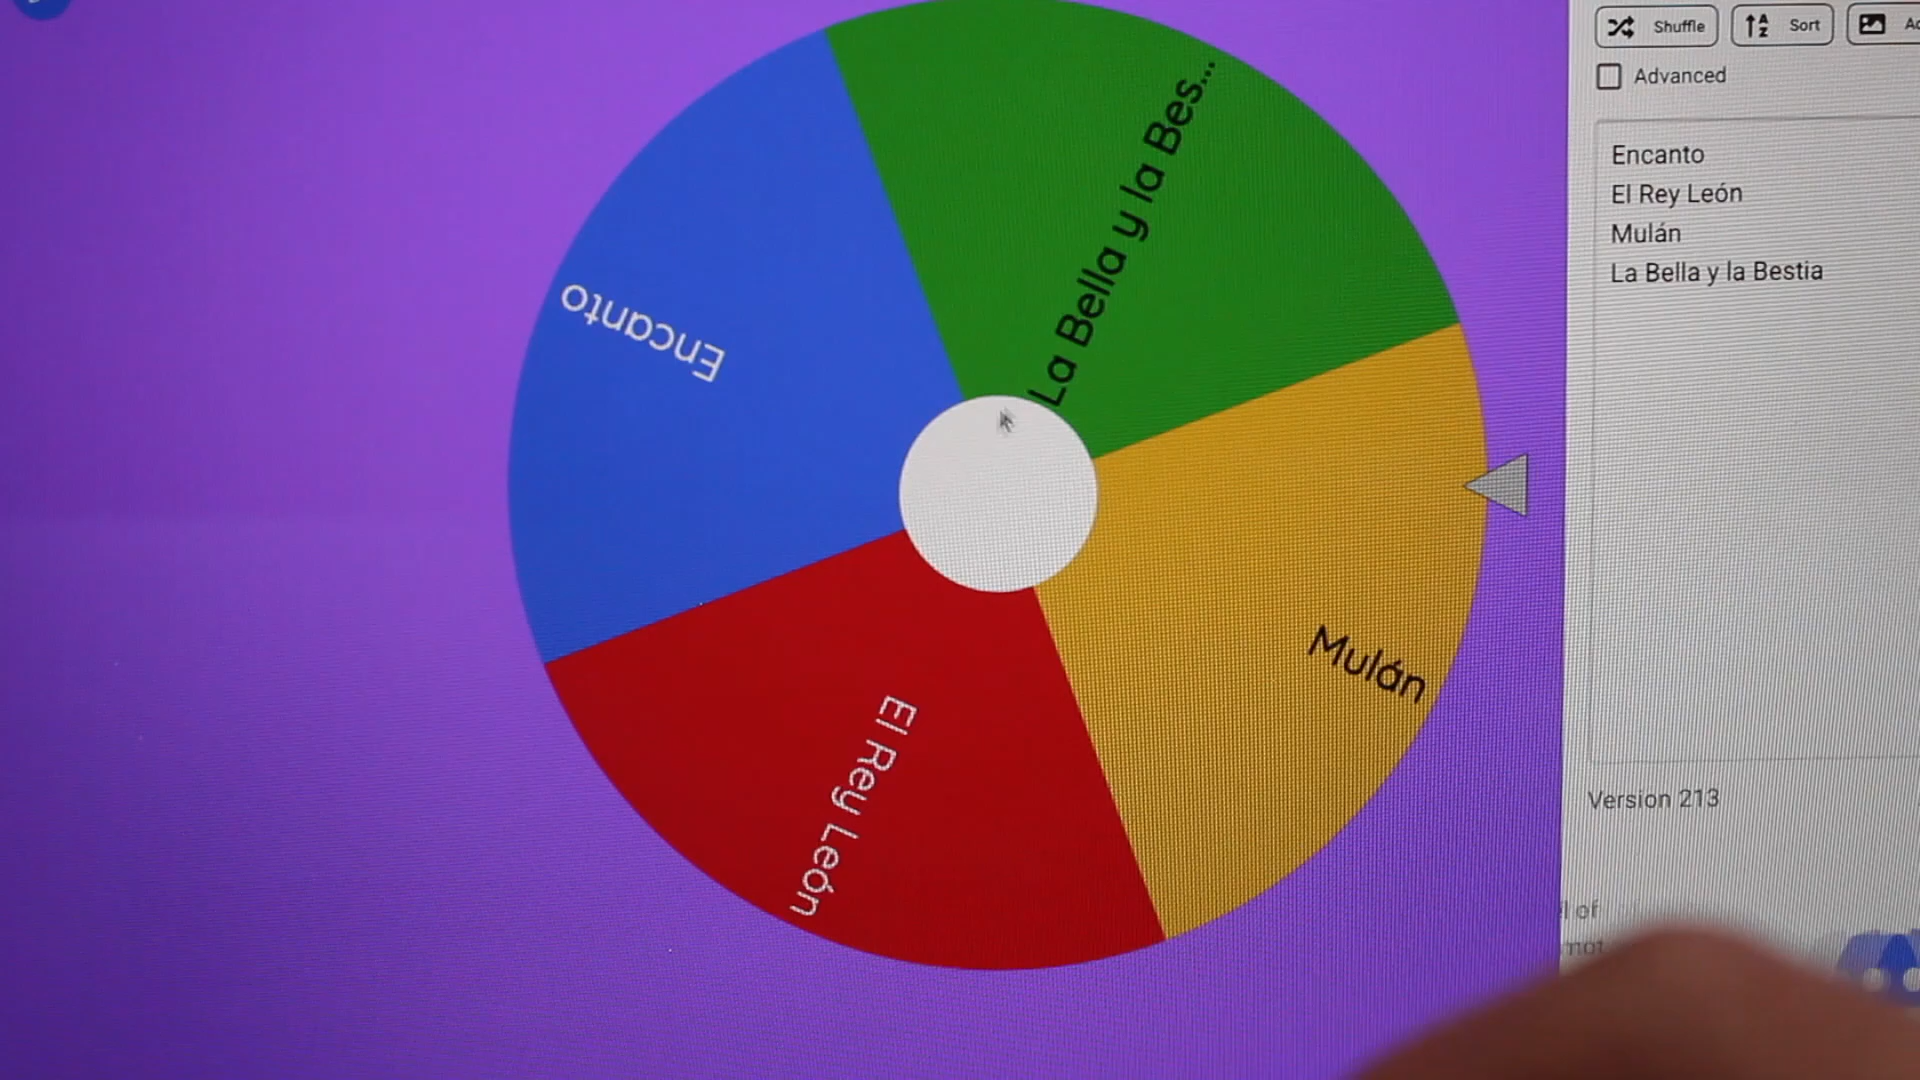 Shuffle
Sort
Advanced
Encanto
El Rey León
Mulán
La Bella y la Bestia
La Bella y la Bes...
Encanto
Mulán
El Rey León
Version 213
of